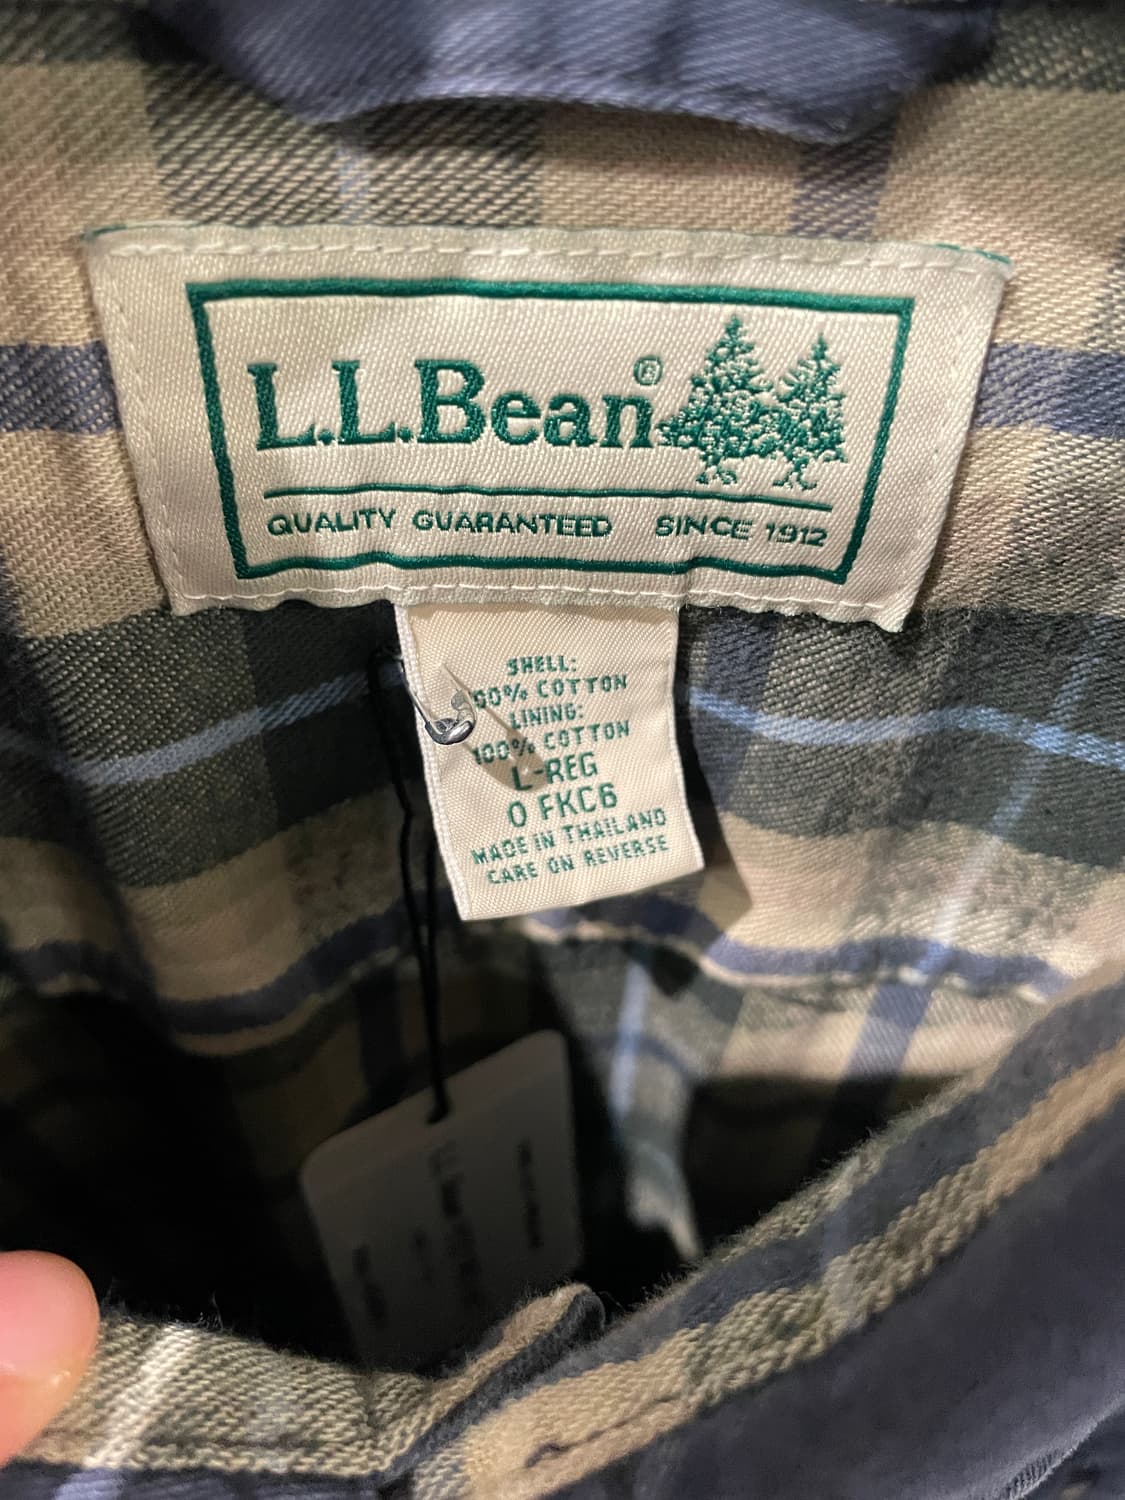 L.L.Bean®
QUALITY GUARANTEED SINCE 1912
SHELL:
100% COTTON
LINING:
100% COTTON
L-REG
0 FKC6
MADE IN THAILAND
CARE ON REVERSE